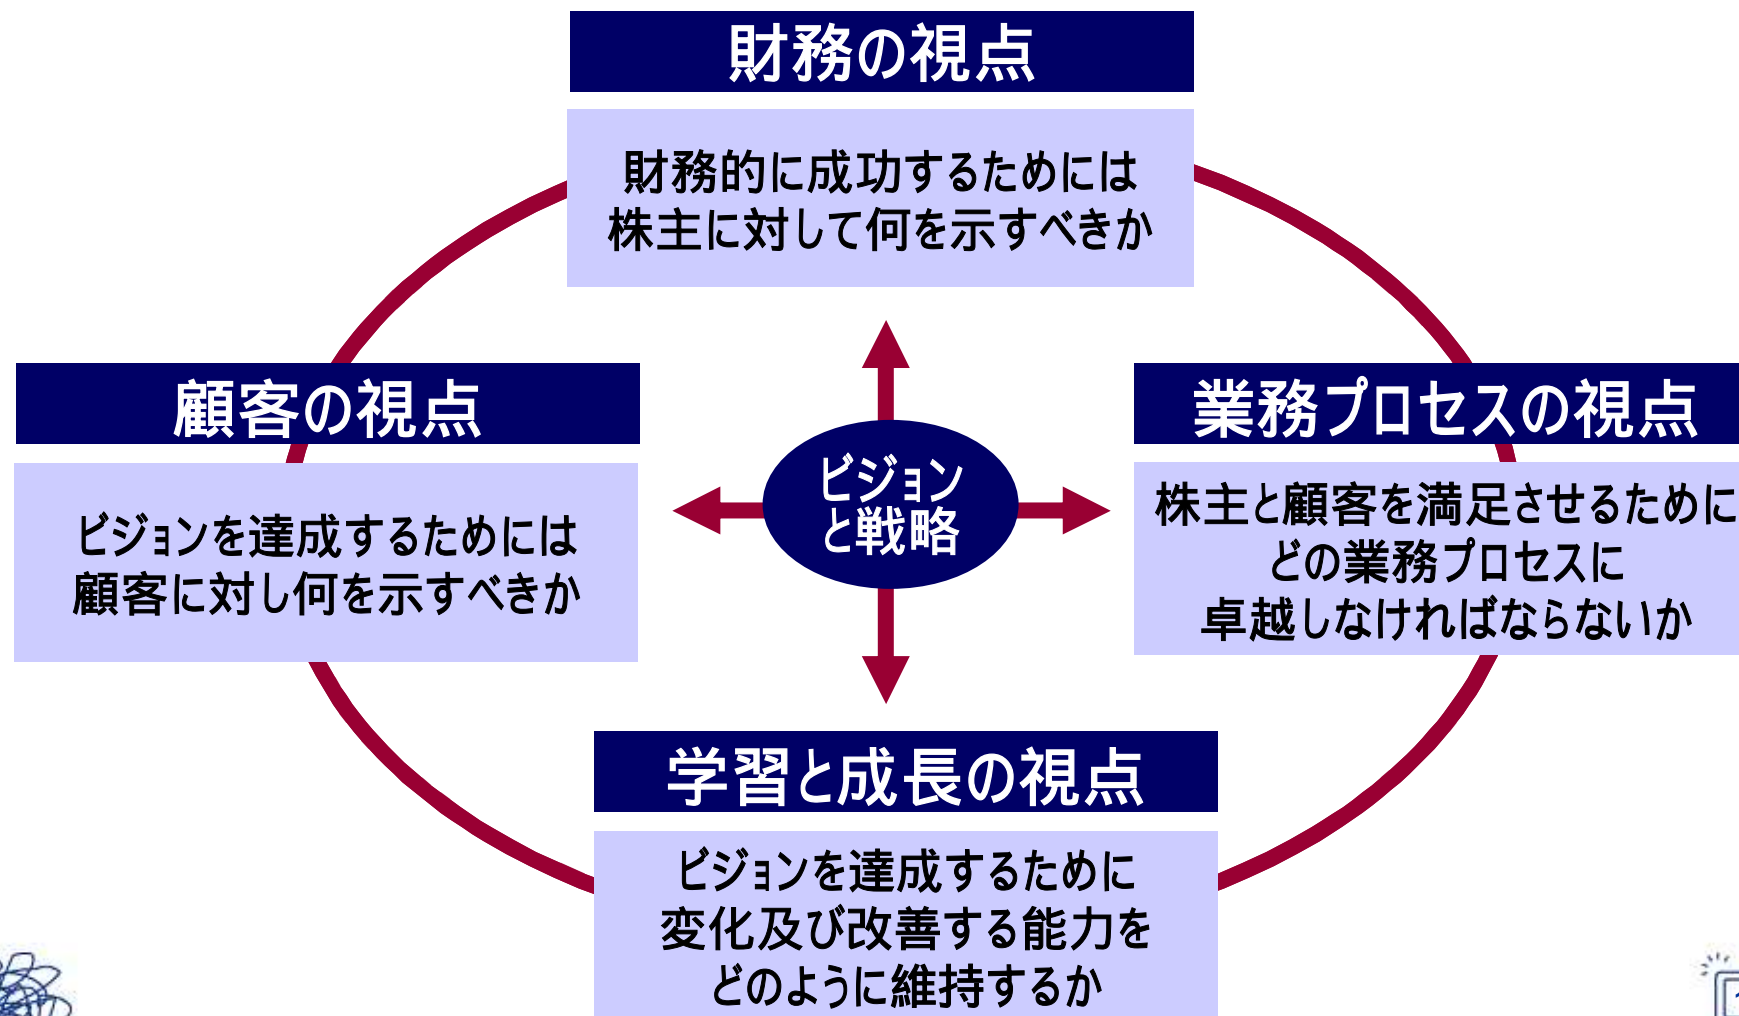 財務の視点
財務的に成功するためには
株主に対して何を示すべきか
顧客の視点
ビジョンを達成するためには
顧客に対し何を示すべきか
ビジョン
と戦略
業務プロセスの視点
株主と顧客を満足させるために
どの業務プロセスに
卓越しなければならないか
学習と成長の視点
ビジョンを達成するために
変化及び改善する能力を
どのように維持するか